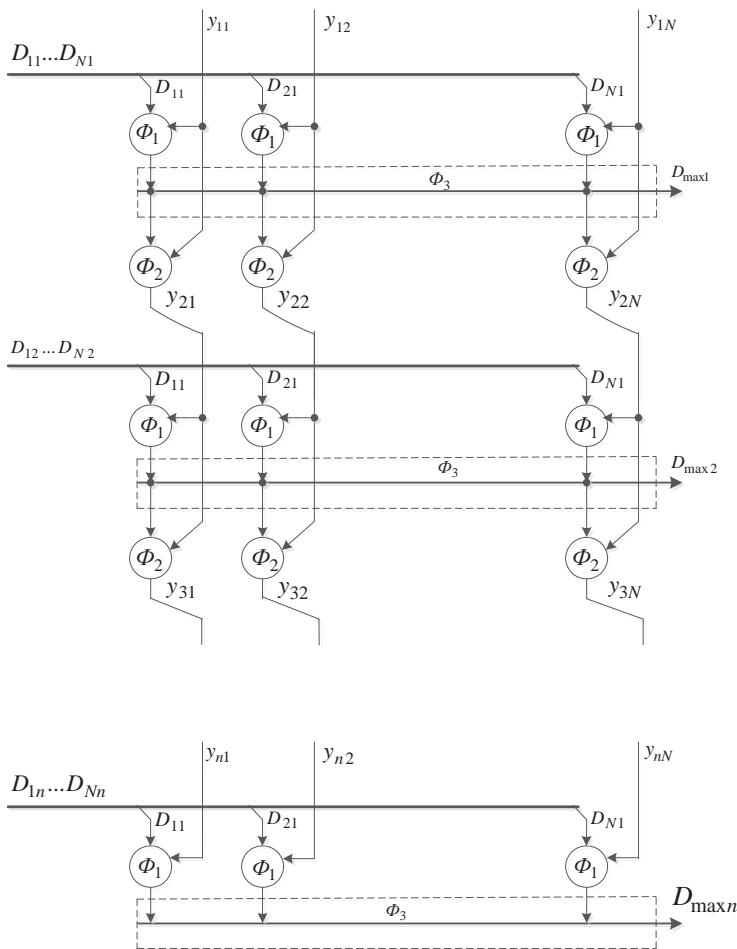 y11 y12 y1N
D11...DN1
D11 D21 DN1
Φ1 Φ1 Φ1
Φ3 Dmax1
Φ2 Φ2 Φ2
y21 y22 y2N
D12...DN2
D11 D21 DN1
Φ1 Φ1 Φ1
Φ3 Dmax2
Φ2 Φ2 Φ2
y31 y32 y3N
yn1 yn2 ynN
D1n...DNn
D11 D21 DN1
Φ1 Φ1 Φ1
Φ3 Dmaxn